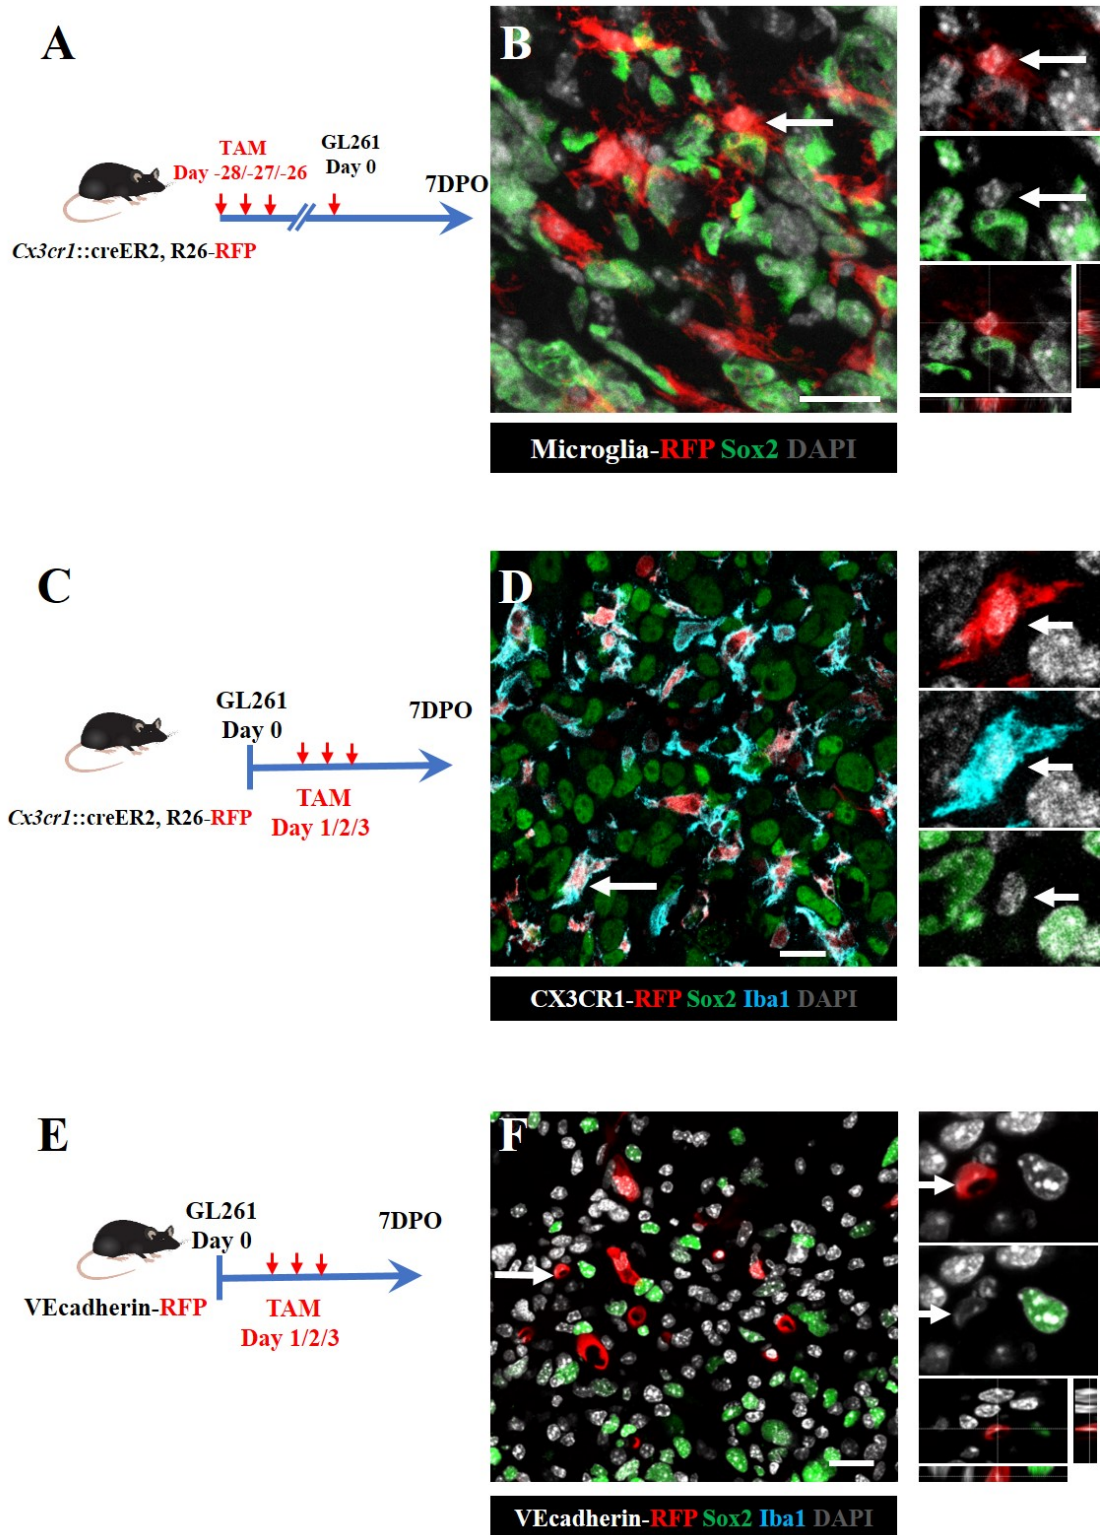 A
TAM
Day -28/-27/-26
GL261
Day 0
7DPO
Cx3cr1::creER2, R26-RFP
B
Microglia-RFP Sox2 DAPI
C
GL261
Day 0
7DPO
TAM
Day 1/2/3
Cx3cr1::creER2, R26-RFP
D
CX3CR1-RFP Sox2 Iba1 DAPI
E
GL261
Day 0
7DPO
VEcadherin-RFP
TAM
Day 1/2/3
F
VEcadherin-RFP Sox2 Iba1 DAPI